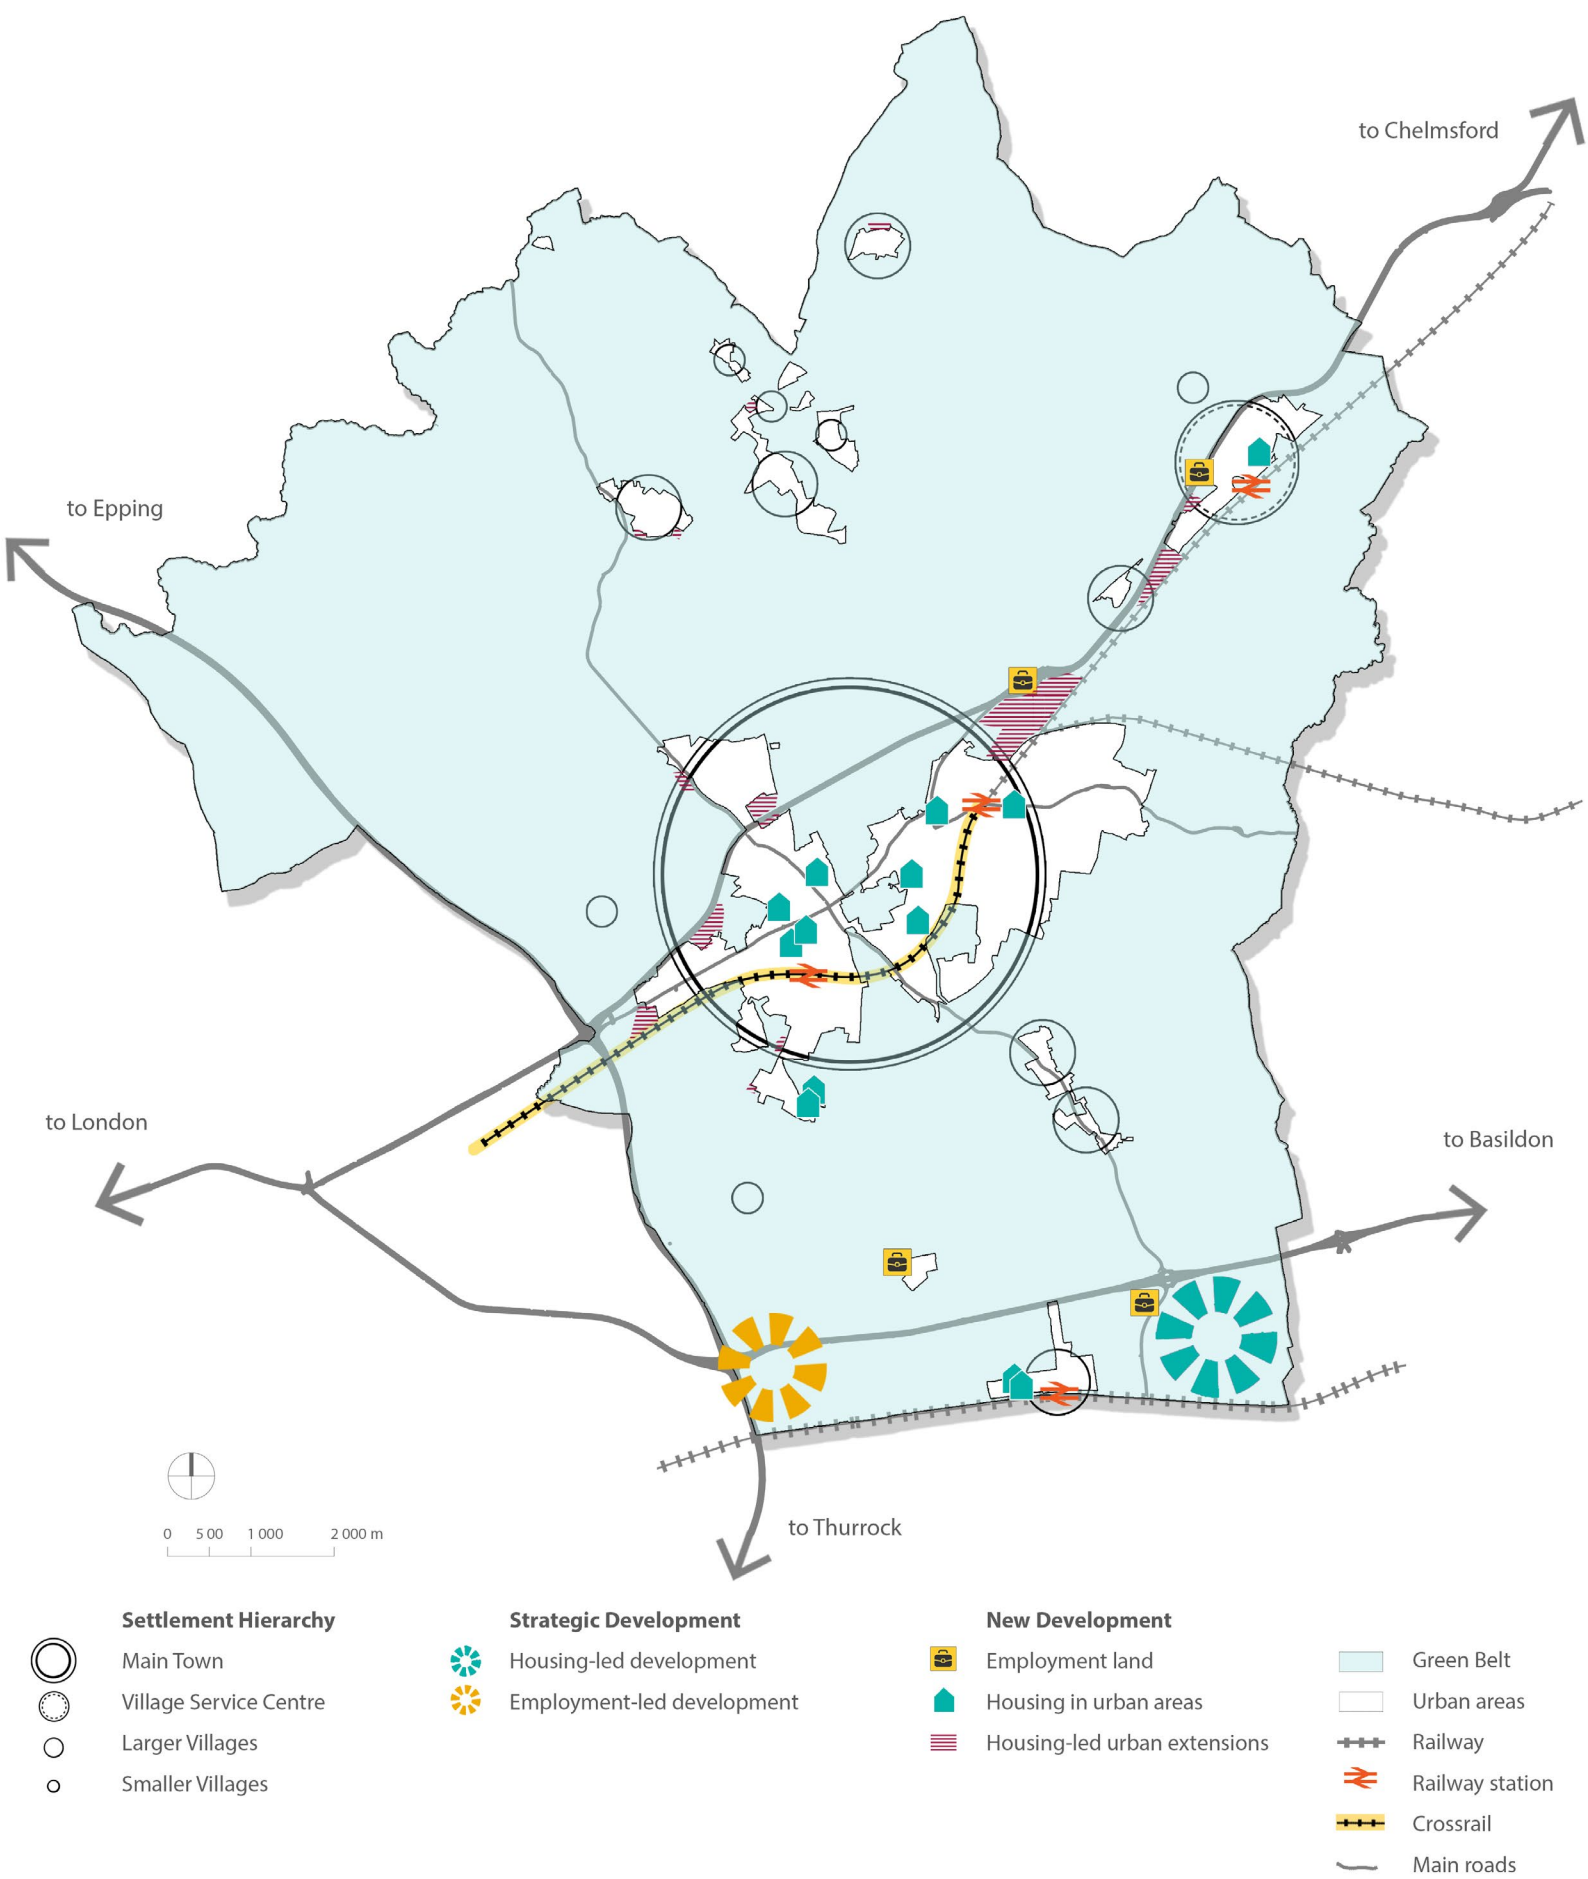 to Chelmsford
to Epping
to London
to Basildon
to Thurrock
0 500 1 000 2 000 m
Settlement Hierarchy
Main Town
Village Service Centre
Larger Villages
Smaller Villages
Strategic Development
Housing-led development
Employment-led development
New Development
Employment land
Housing in urban areas
Housing-led urban extensions
Green Belt
Urban areas
Railway
Railway station
Crossrail
Main roads